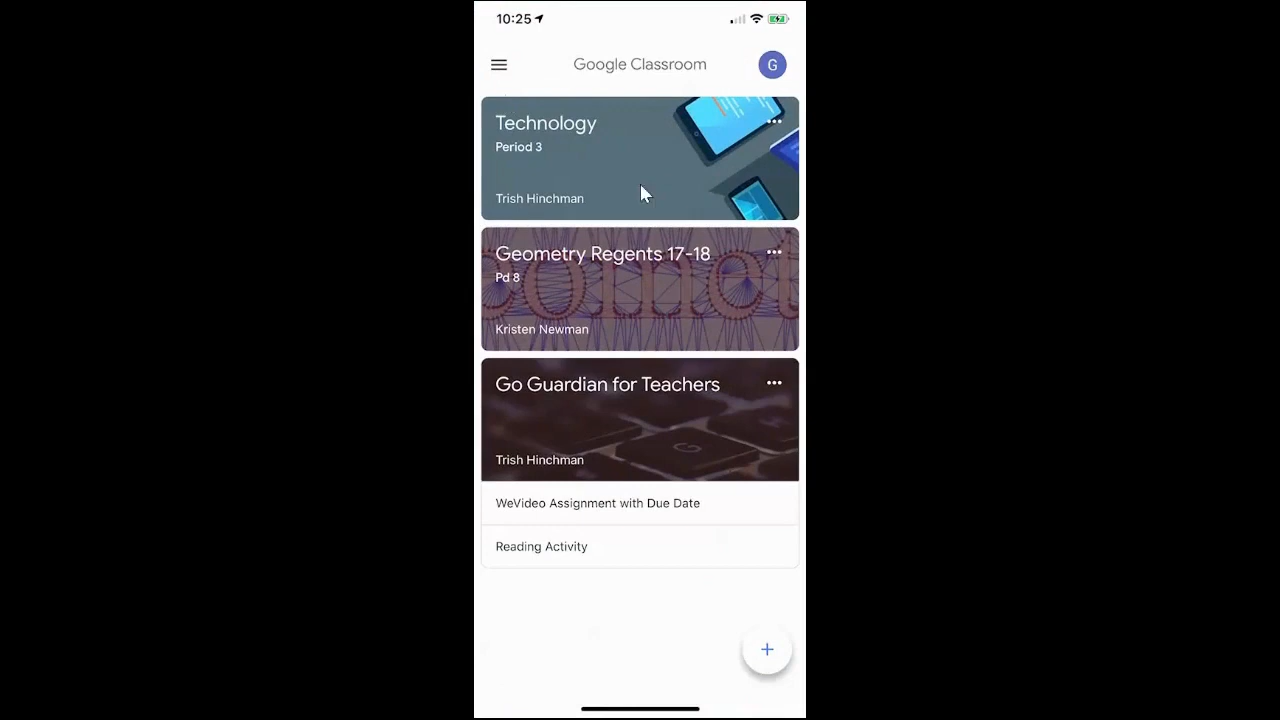 10:25
Google Classroom
G
Technology
Period 3
Trish Hinchman
Geometry Regents 17-18
Pd 8
Kristen Newman
Go Guardian for Teachers
G
Trish Hinchman
WeVideo Assignment with Due Date
Reading Activity